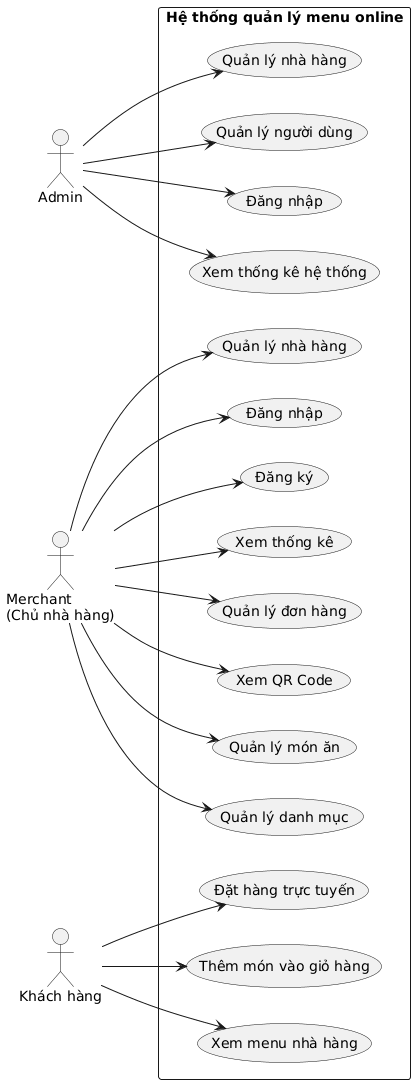 Hệ thống quản lý menu online
Quản lý nhà hàng
Quản lý người dùng
Đăng nhập
Admin
Xem thống kê hệ thống
Quản lý nhà hàng
Đăng nhập
Đăng ký
Xem thống kê
Merchant
(Chủ nhà hàng)
Quản lý đơn hàng
Xem QR Code
Quản lý món ăn
Quản lý danh mục
Đặt hàng trực tuyến
Thêm món vào giỏ hàng
Khách hàng
Xem menu nhà hàng